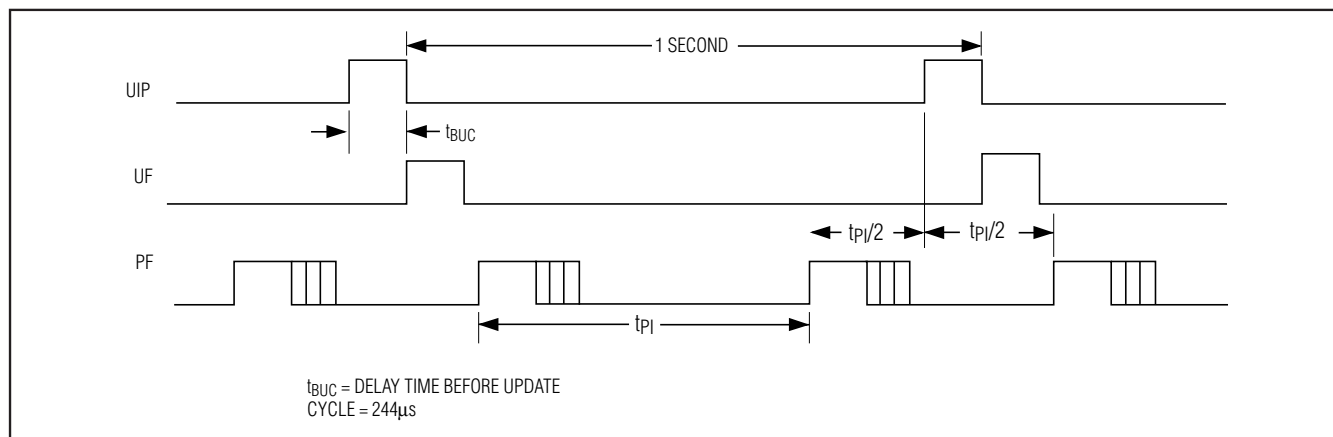 1 SECOND
UIP
tBUC
UF
tPI/2 tPI/2
PF
tPI
tBUC = DELAY TIME BEFORE UPDATE
CYCLE = 244µs